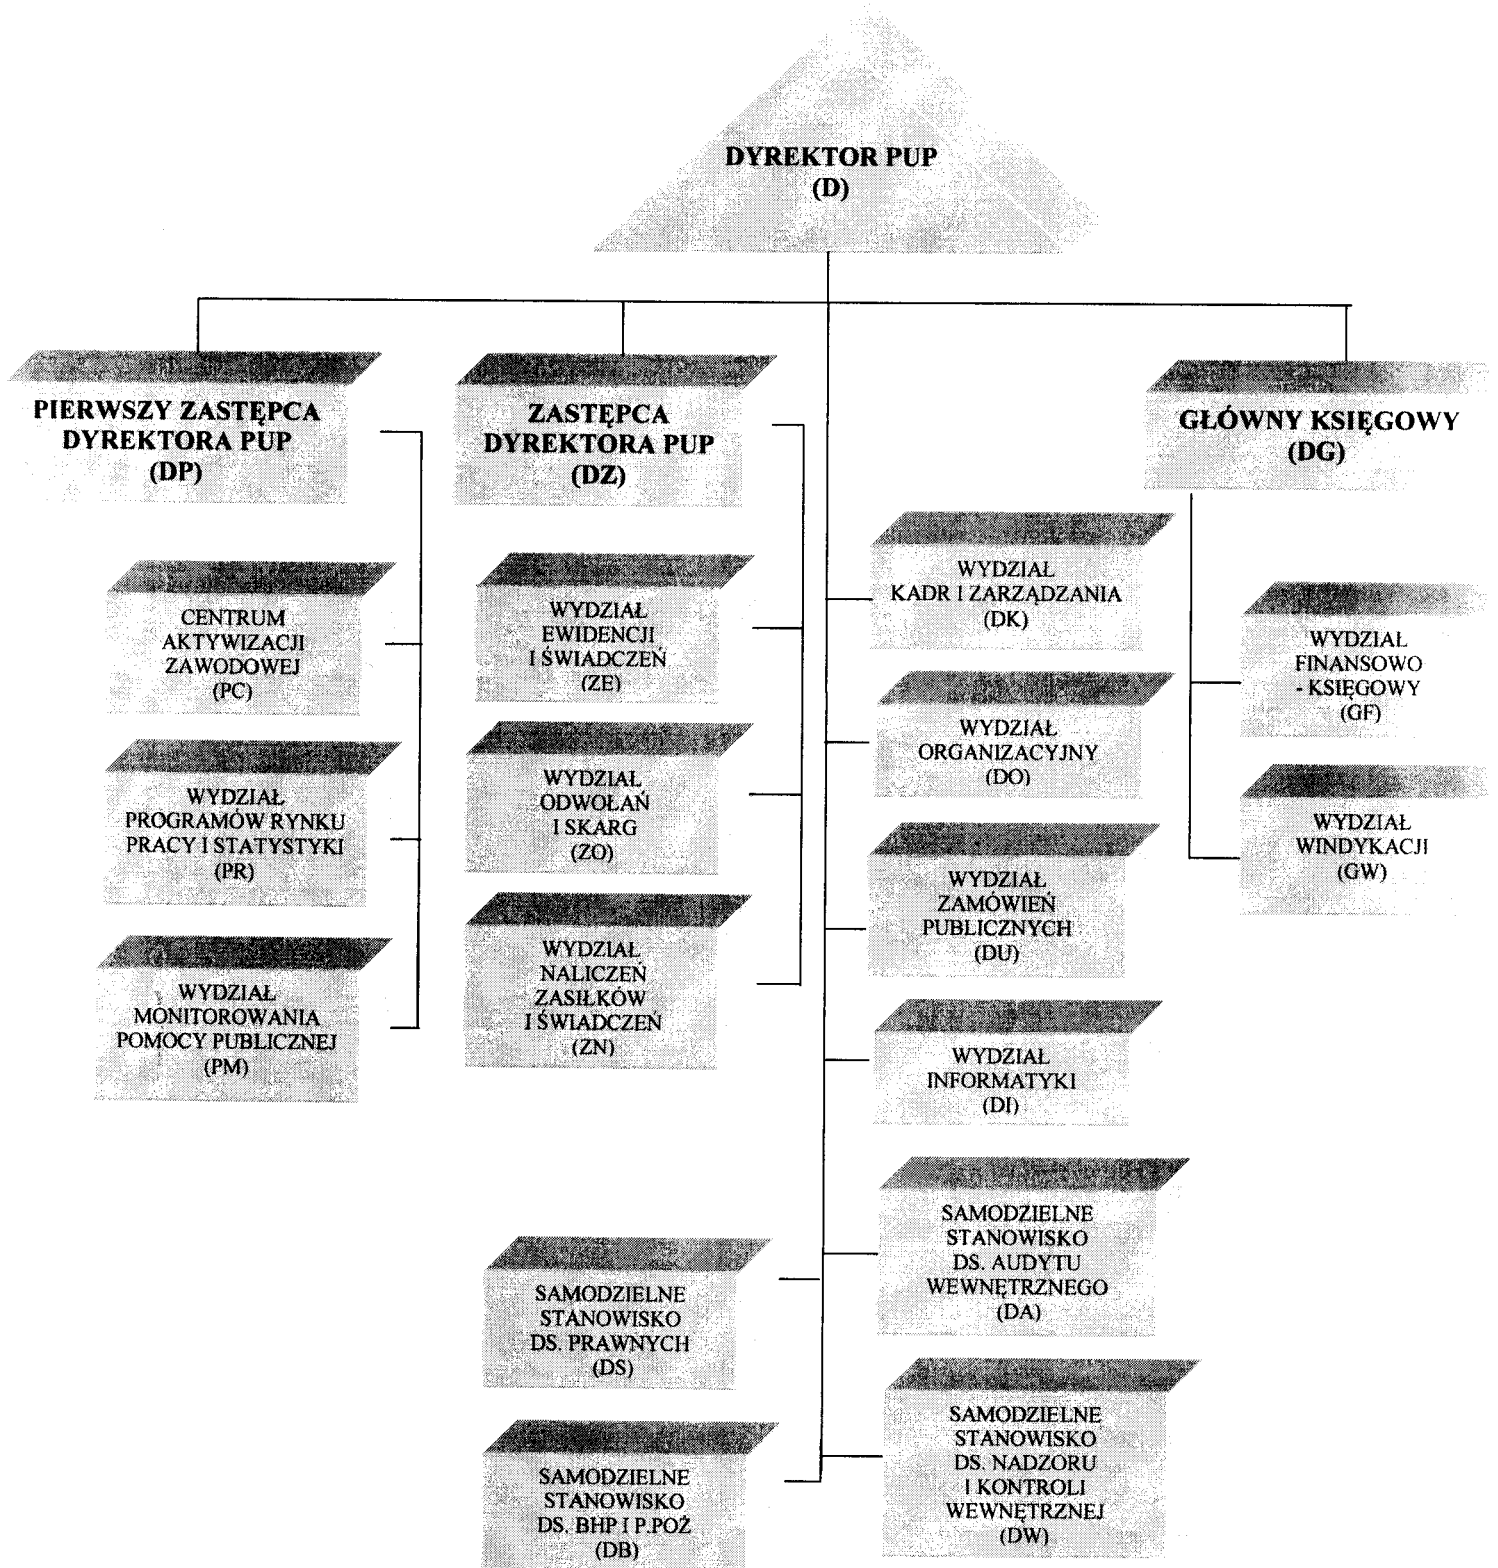 DYREKTOR PUP
(D)
PIERWSZY ZASTĘPCA
DYREKTORA PUP
(DP)
ZASTĘPCA
DYREKTORA PUP
(DZ)
GŁÓWNY KSIĘGOWY
(DG)
CENTRUM
AKTYWIZACJI
ZAWODOWEJ
(PC)
WYDZIAŁ
PROGRAMÓW RYNKU
PRACY I STATYSTYKI
(PR)
WYDZIAŁ
MONITOROWANIA
POMOCY PUBLICZNEJ
(PM)
WYDZIAŁ
EWIDENCJI
I ŚWIADCZEŃ
(ZE)
WYDZIAŁ
ODWOŁAŃ
I SKARG
(ZO)
WYDZIAŁ
NALICZEŃ
ZASIŁKÓW
I ŚWIADCZEŃ
(ZN)
WYDZIAŁ
KADR I ZARZĄDZANIA
(DK)
WYDZIAŁ
ORGANIZACYJNY
(DO)
WYDZIAŁ
ZAMÓWIEŃ
PUBLICZNYCH
(DU)
WYDZIAŁ
INFORMATYKI
(DI)
WYDZIAŁ
FINANSOWO
- KSIĘGOWY
(GF)
WYDZIAŁ
WINDYKACJI
(GW)
SAMODZIELNE
STANOWISKO
DS. PRAWNYCH
(DS)
SAMODZIELNE
STANOWISKO
DS. BHP I P.POŻ
(DB)
SAMODZIELNE
STANOWISKO
DS. AUDYTU
WEWNĘTRZNEGO
(DA)
SAMODZIELNE
STANOWISKO
DS. NADZORU
I KONTROLI
WEWNĘTRZNEJ
(DW)